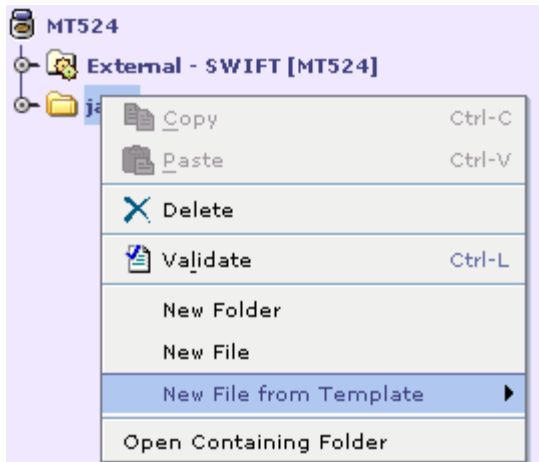 MT524
External - SWIFT [MT524]
Copy Ctrl-C
Paste Ctrl-V
Delete
Validate Ctrl-L
New Folder
New File
New File from Template
Open Containing Folder